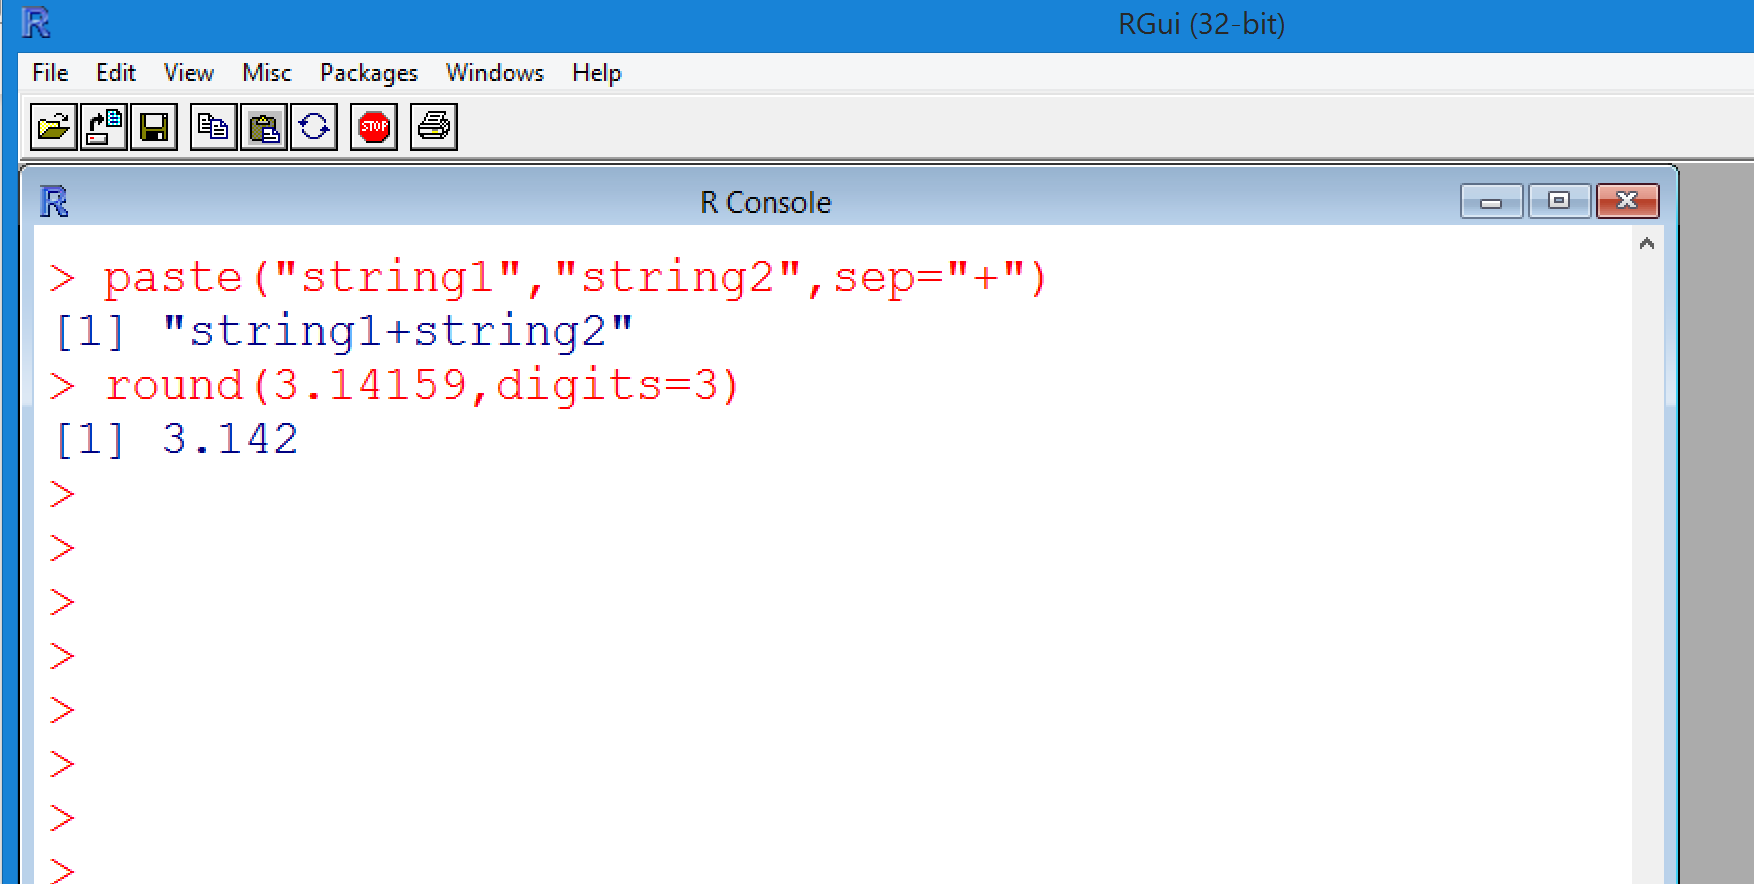 R
RGui (32-bit)
File Edit View Misc Packages Windows Help
STOP
R
R Console
> paste("string1","string2",sep="+")
[1] "string1+string2"
> round(3.14159,digits=3)
[1] 3.142
>
>
>
>
>
>
>
>